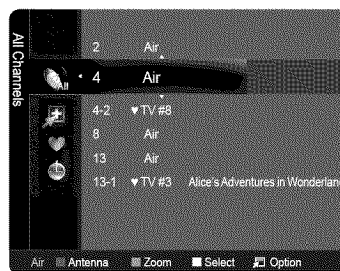 All Channels
2 Air
All
4 Air
4-2 ♥ TV #8
8 Air
13 Air
13-1 ♥ TV #3 Alice's Adventures in Wonderlan
Air Antenna Zoom Select Option